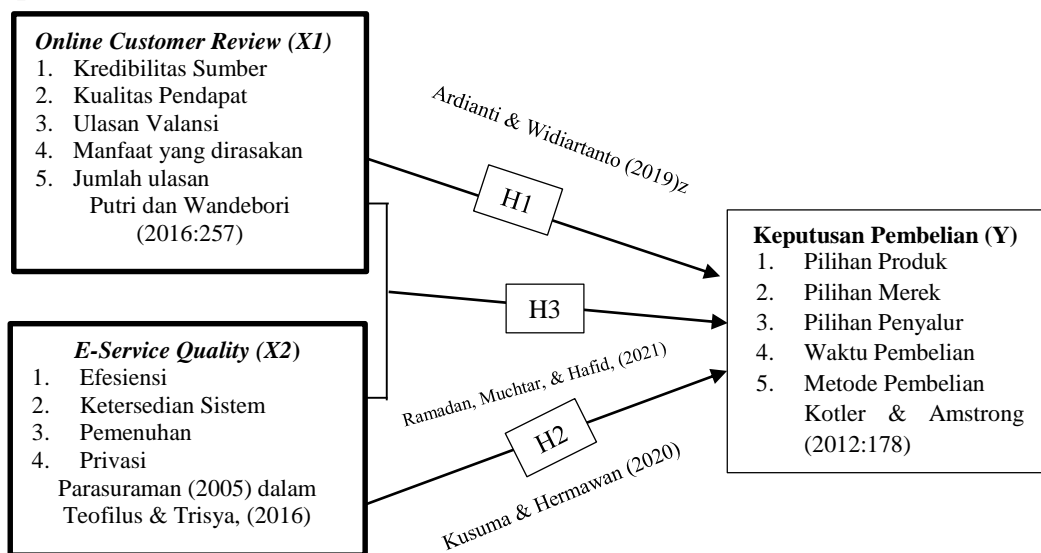 Online Customer Review (X1)
1. Kredibilitas Sumber
2. Kualitas Pendapat
3. Ulasan Valansi
4. Manfaat yang dirasakan
5. Jumlah ulasan
Putri dan Wandebori
(2016:257)
Ardianti & Widiartanto (2019)z
H1
Keputusan Pembelian (Y)
1. Pilihan Produk
2. Pilihan Merek
3. Pilihan Penyalur
4. Waktu Pembelian
5. Metode Pembelian
Kotler & Amstrong
(2012:178)
H3
Ramadan, Muchtar, & Hafid, (2021)
E-Service Quality (X2)
1. Efesiensi
2. Ketersedian Sistem
3. Pemenuhan
4. Privasi
Parasuraman (2005) dalam
Teofilus & Trisya, (2016)
H2
Kusuma & Hermawan (2020)